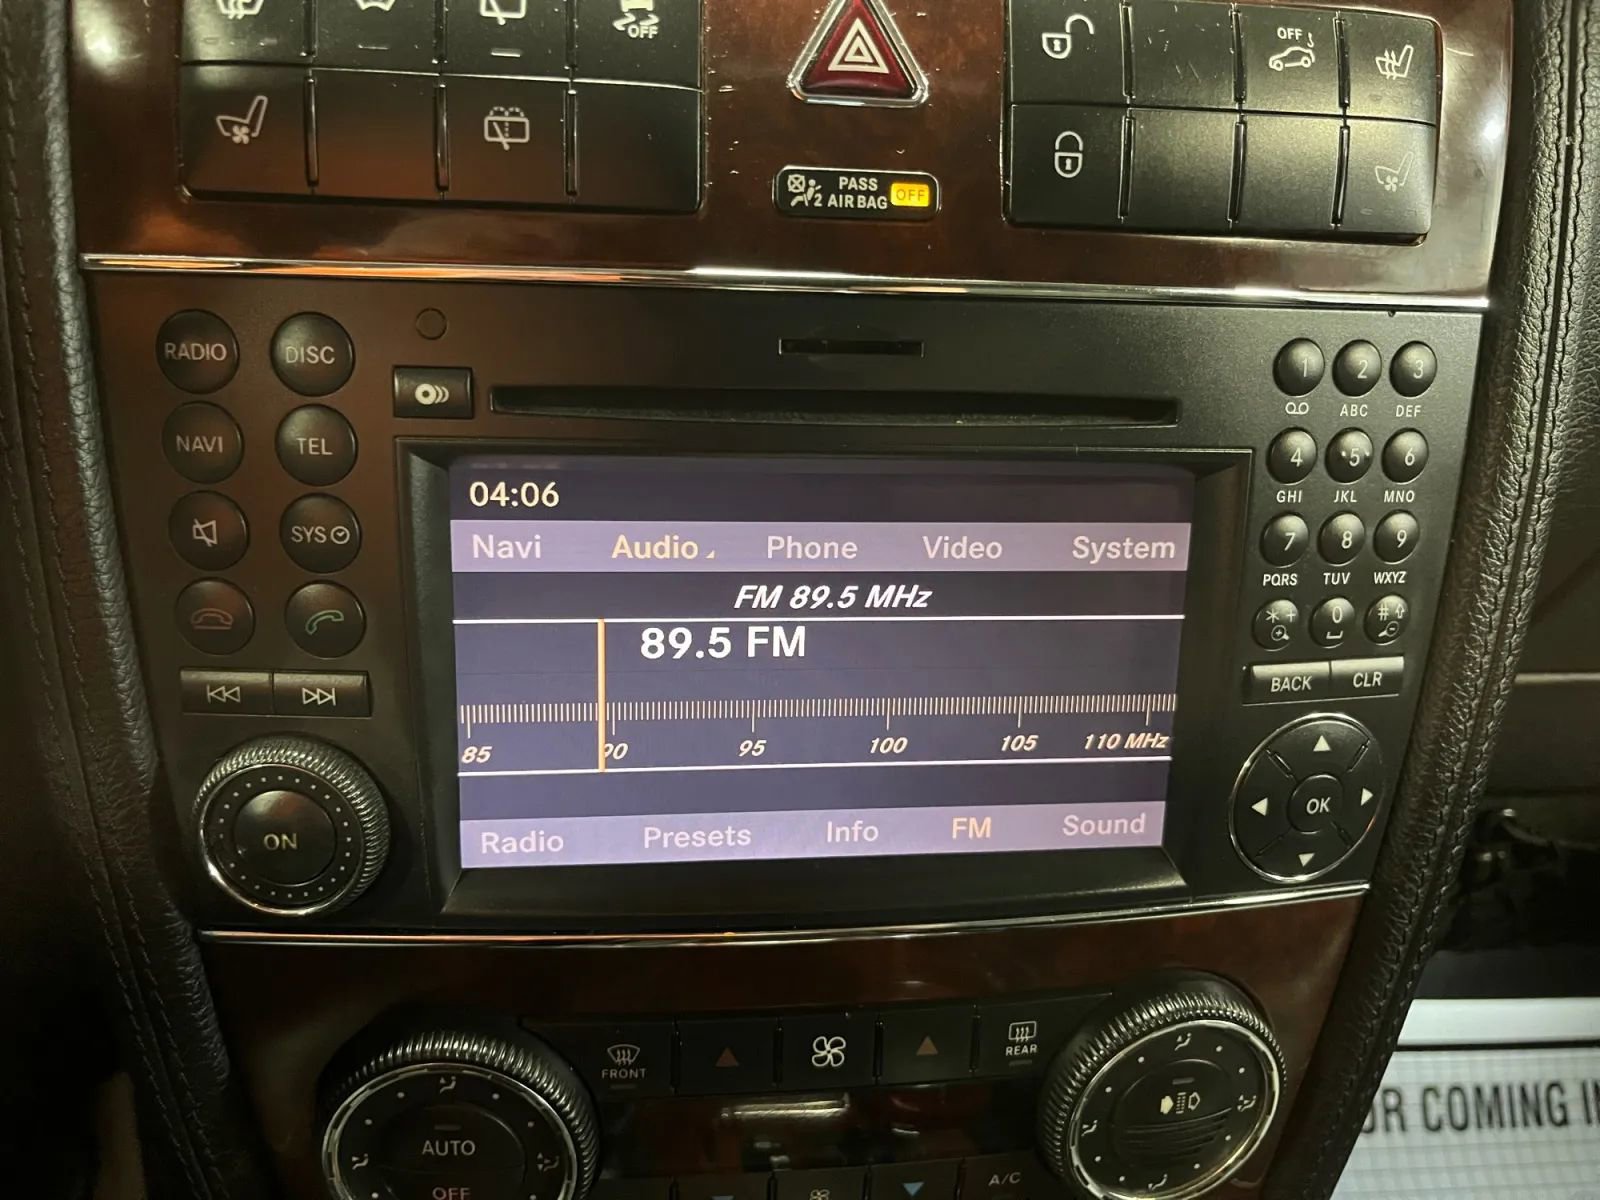 OFF
OFF
PASS
2 AIR BAG OFF
RADIO DISC
NAVI TEL
SYS
04:06
Navi Audio Phone Video System
FM 89.5 MHz
89.5 FM
85 90 95 100 105 110 MHz
Radio Presets Info FM Sound
ON
1 2 3
ABC DEF
4 5 6
GHI JKL MNO
7 8 9
PQRS TUV WXYZ
* + 0 #
BACK CLR
OK
FRONT
REAR
AUTO
OFF
A/C
OR COMING IN